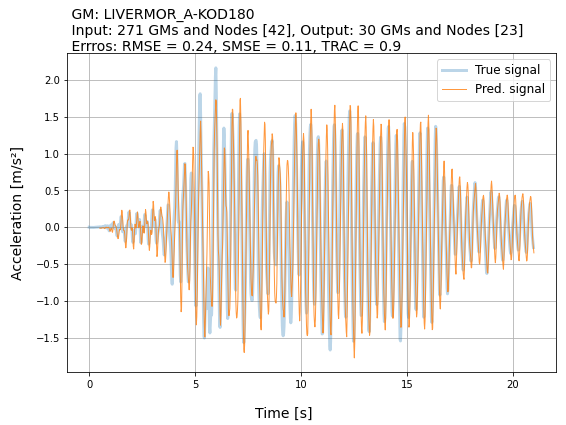 GM: LIVERMOR_A-KOD180
Input: 271 GMs and Nodes [42], Output: 30 GMs and Nodes [23]
Errros: RMSE = 0.24, SMSE = 0.11, TRAC = 0.9
True signal
Pred. signal
Acceleration [m/s²]
2.0
1.5
1.0
0.5
0.0
−0.5
−1.0
−1.5
0 5 10 15 20
Time [s]